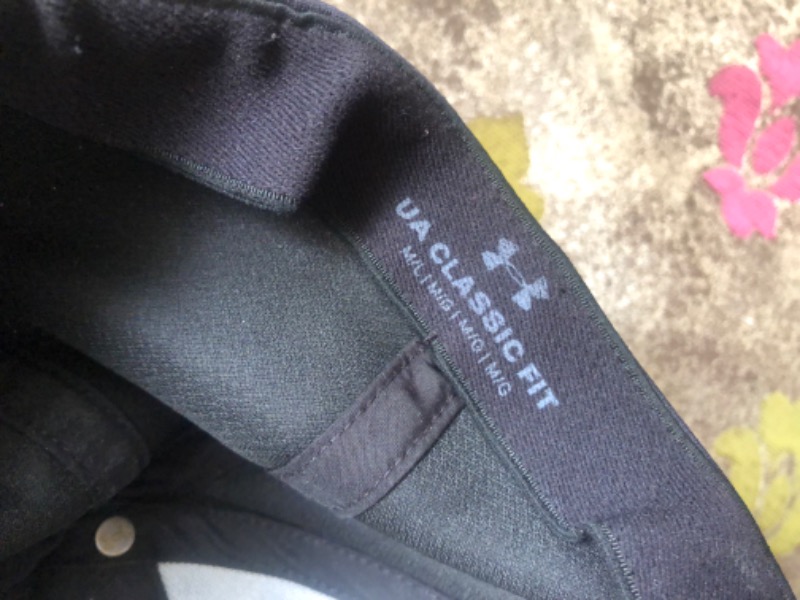 UA CLASSIC FIT
M/L | M/G | M/G | M/G